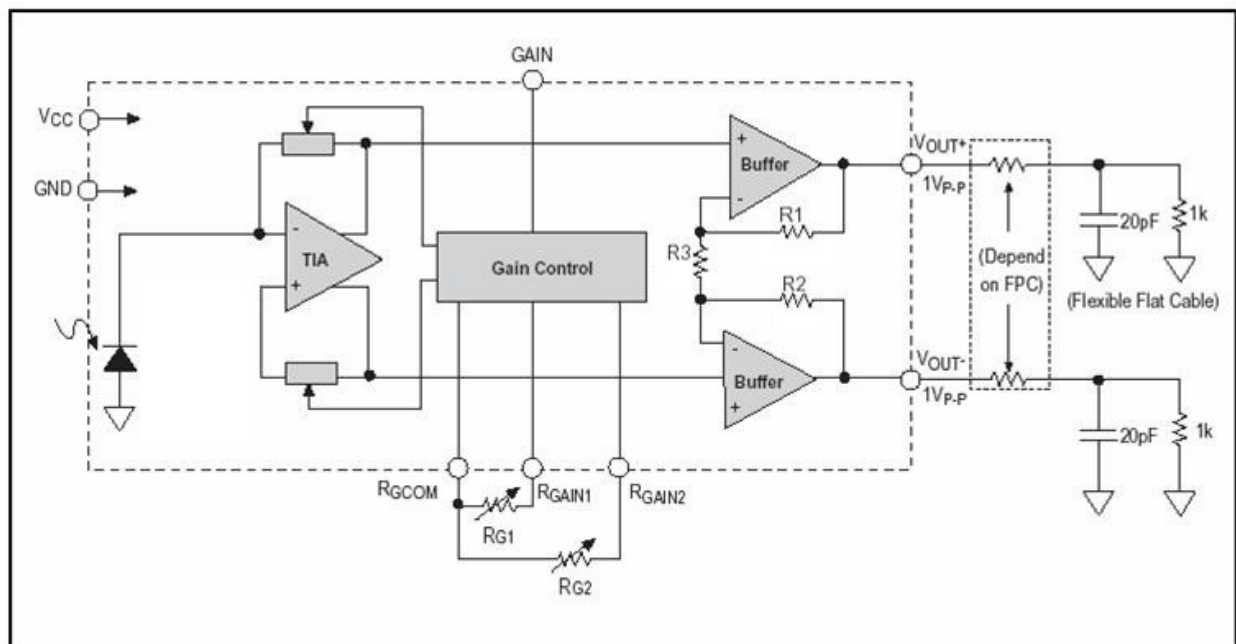 GAIN
VCC
GND
TIA
Gain Control
Buffer
R1
R3
R2
Buffer
VOUT+
1VP-P
VOUT-
1VP-P
(Depend
on FPC)
20pF
1k
(Flexible Flat Cable)
20pF
1k
RGCOM
RGAIN1
RGAIN2
RG1
RG2
+
-
-
+
-
+